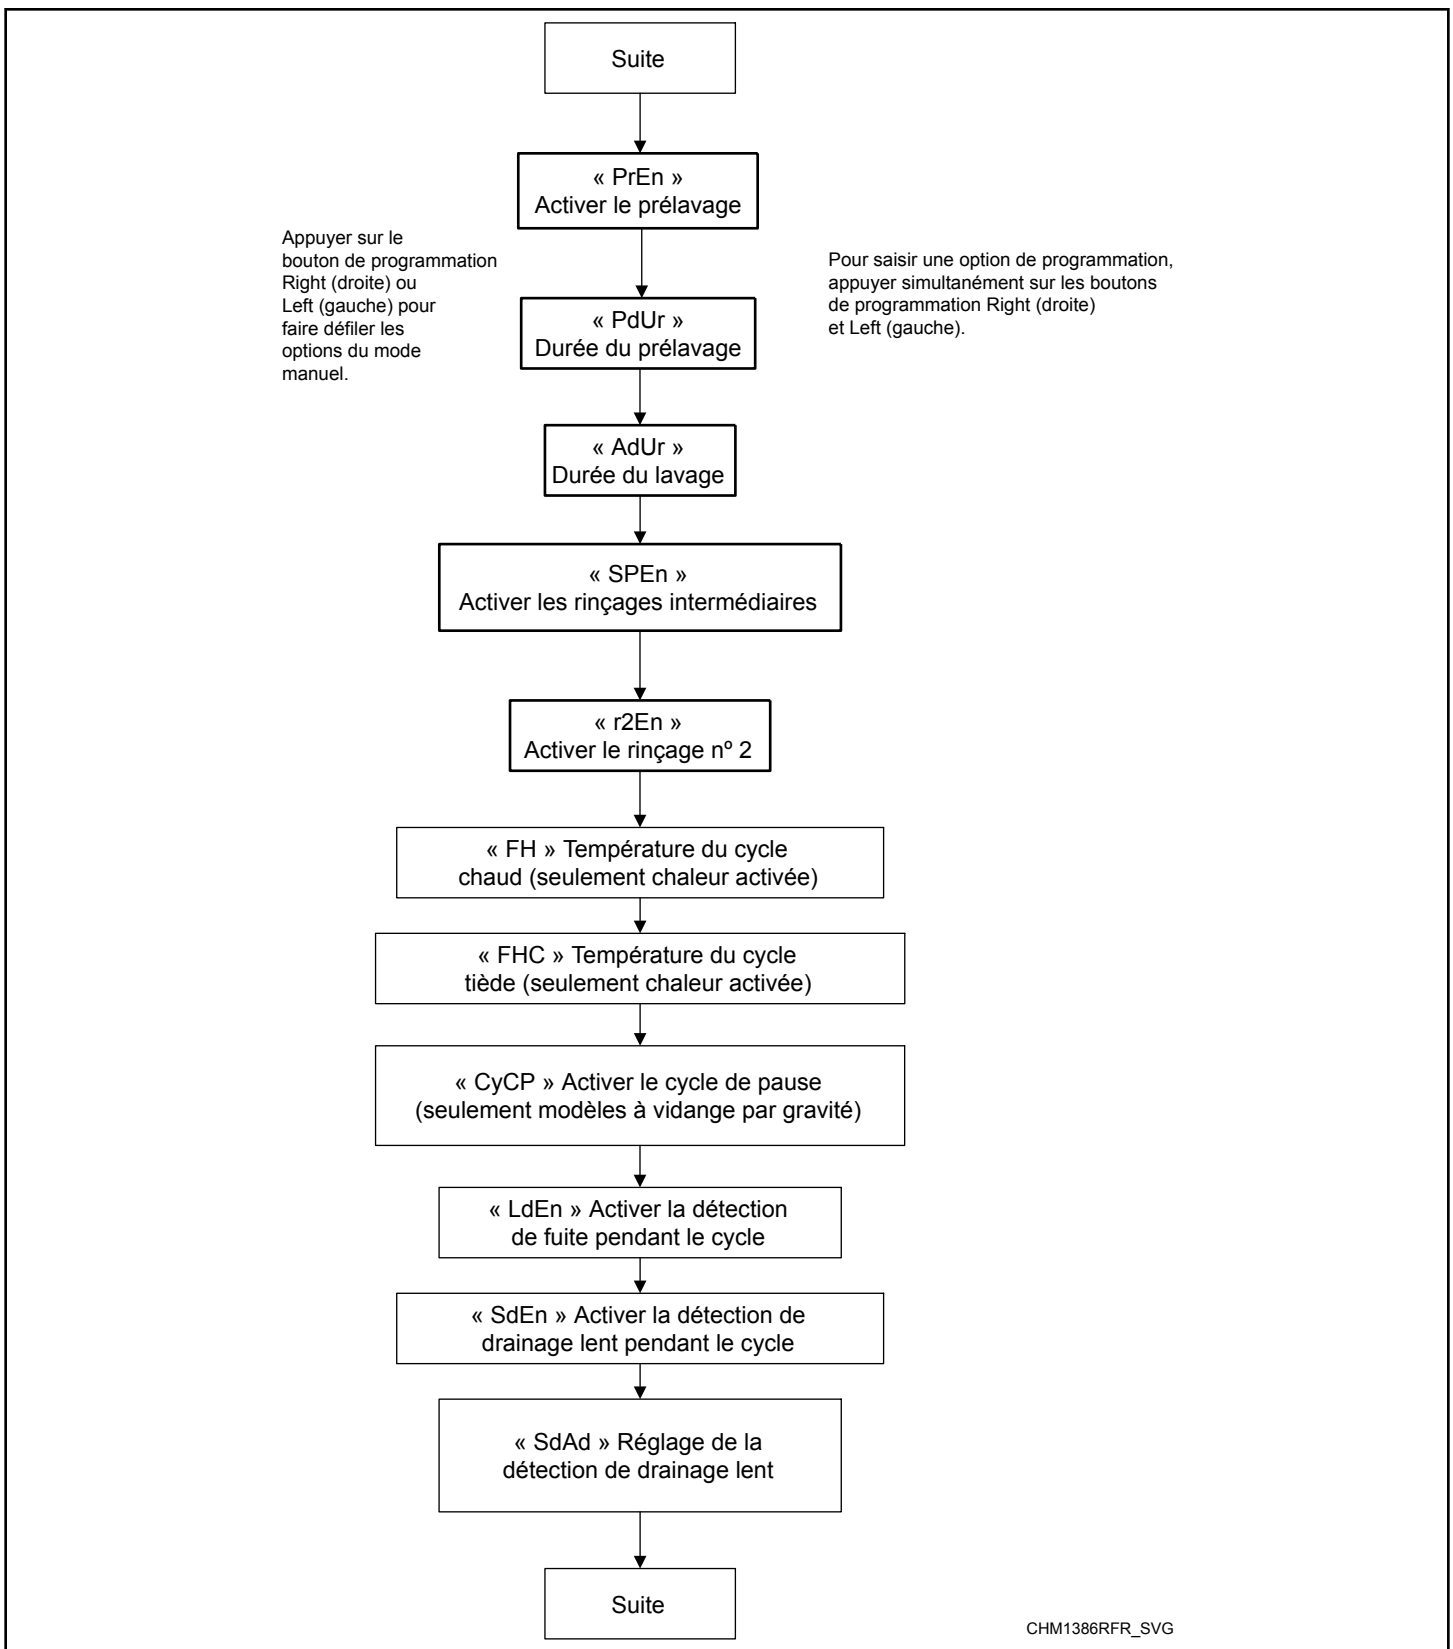 Suite
« PrEn »
Activer le prélavage
Appuyer sur le
bouton de programmation
Right (droite) ou
Left (gauche) pour
faire défiler les
options du mode
manuel.
Pour saisir une option de programmation,
appuyer simultanément sur les boutons
de programmation Right (droite)
et Left (gauche).
« PdUr »
Durée du prélavage
« AdUr »
Durée du lavage
« SPEn »
Activer les rinçages intermédiaires
« r2En »
Activer le rinçage nº 2
« FH » Température du cycle
chaud (seulement chaleur activée)
« FHC » Température du cycle
tiède (seulement chaleur activée)
« CyCP » Activer le cycle de pause
(seulement modèles à vidange par gravité)
« LdEn » Activer la détection
de fuite pendant le cycle
« SdEn » Activer la détection de
drainage lent pendant le cycle
« SdAd » Réglage de la
détection de drainage lent
Suite
CHM1386RFR_SVG